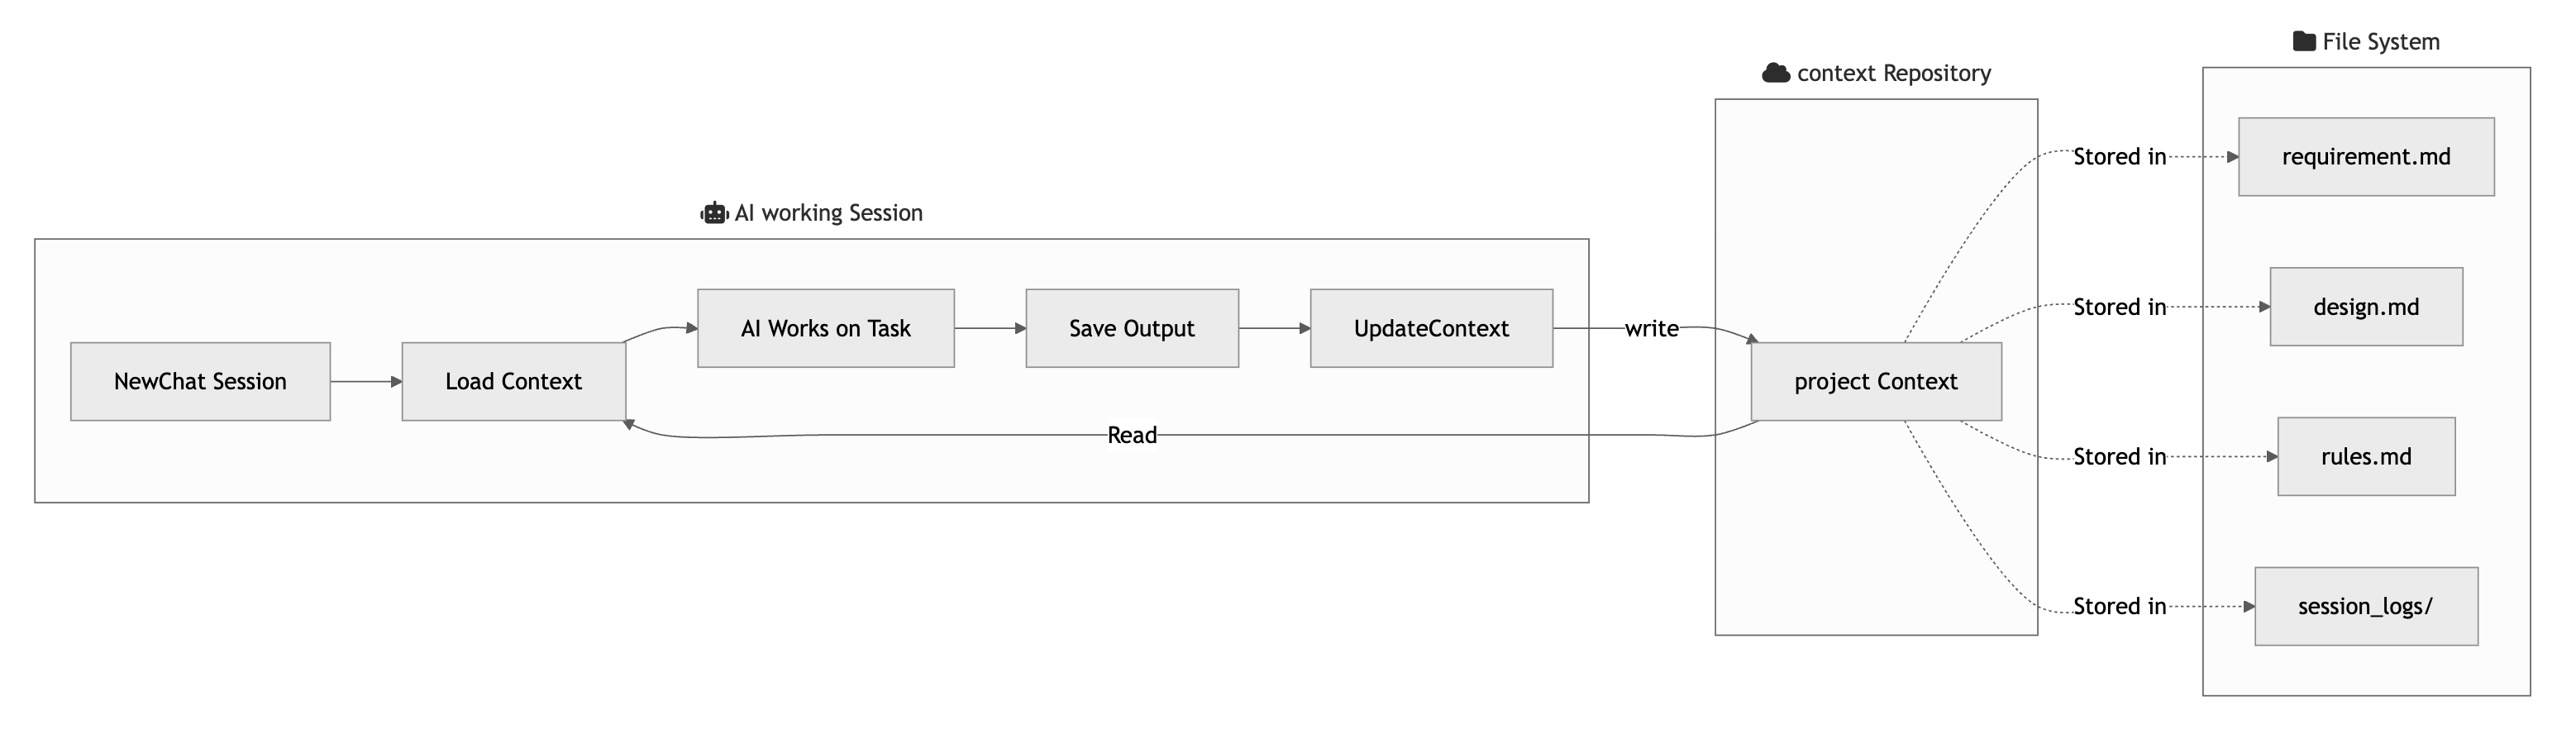 File System
context Repository
requirement.md
Stored in
AI working Session
design.md
Stored in
AI Works on Task
Save Output
UpdateContext
write
NewChat Session
Load Context
project Context
Read
rules.md
Stored in
session_logs/
Stored in